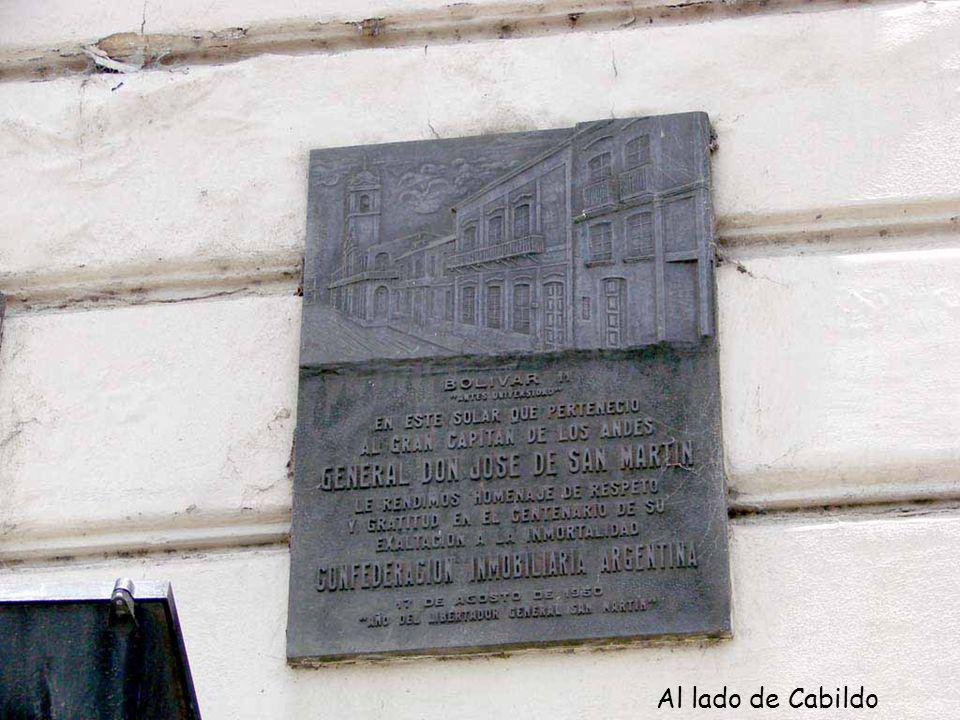 BOLIVAR 11
"ANTES UNIVERSIDAD"
EN ESTE SOLAR QUE PERTENECIO
AL GRAN CAPITAN DE LOS ANDES
GENERAL DON JOSE DE SAN MARTIN
LE RENDIMOS HOMENAJE DE RESPETO
Y GRATITUD EN EL CENTENARIO DE SU
EXALTACION A LA INMORTALIDAD
CONFEDERACION INMOBILIARIA ARGENTINA
17 DE AGOSTO DE 1950
"AÑO DEL LIBERTADOR GENERAL SAN MARTIN"
Al lado de Cabildo